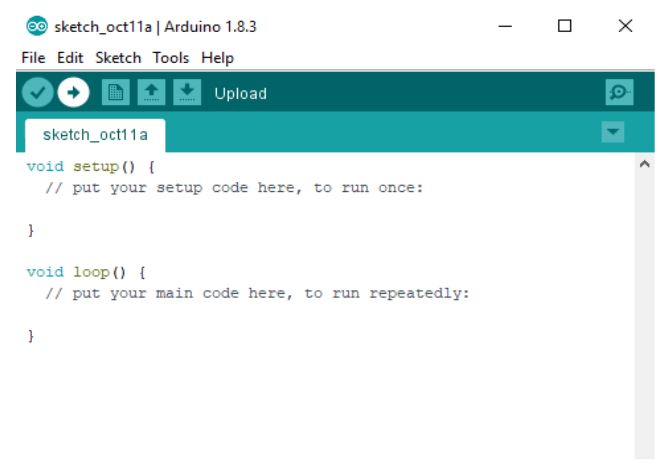 sketch_oct11a | Arduino 1.8.3
File Edit Sketch Tools Help
Upload
sketch_oct11a
void setup() {
  // put your setup code here, to run once:
}
void loop() {
  // put your main code here, to run repeatedly:
}